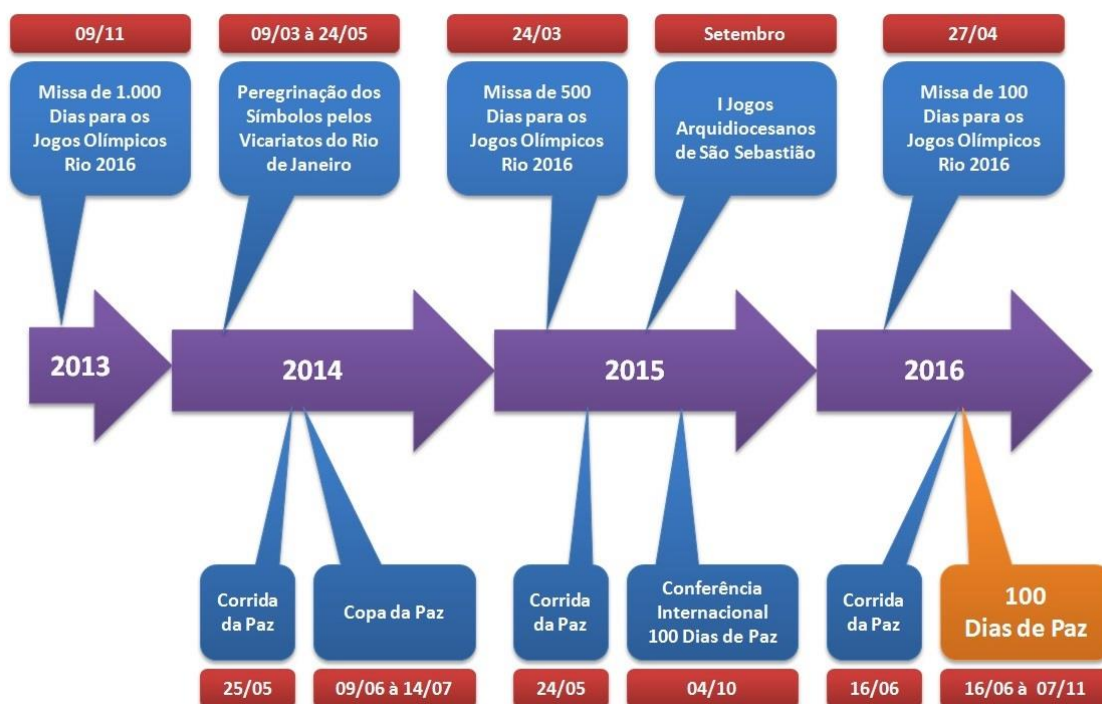 09/11
Missa de 1.000
Dias para os
Jogos Olímpicos
Rio 2016
09/03 à 24/05
Peregrinação dos
Símbolos pelos
Vicariatos do Rio
de Janeiro
24/03
Missa de 500
Dias para os
Jogos Olímpicos
Rio 2016
Setembro
I Jogos
Arquidiocesanos
de São Sebastião
27/04
Missa de 100
Dias para os
Jogos Olímpicos
Rio 2016
2013
2014
2015
2016
Corrida
da Paz
25/05
Copa da Paz
09/06 à 14/07
Corrida
da Paz
24/05
Conferência
Internacional
100 Dias de Paz
04/10
Corrida
da Paz
16/06
100
Dias de Paz
16/06 à 07/11